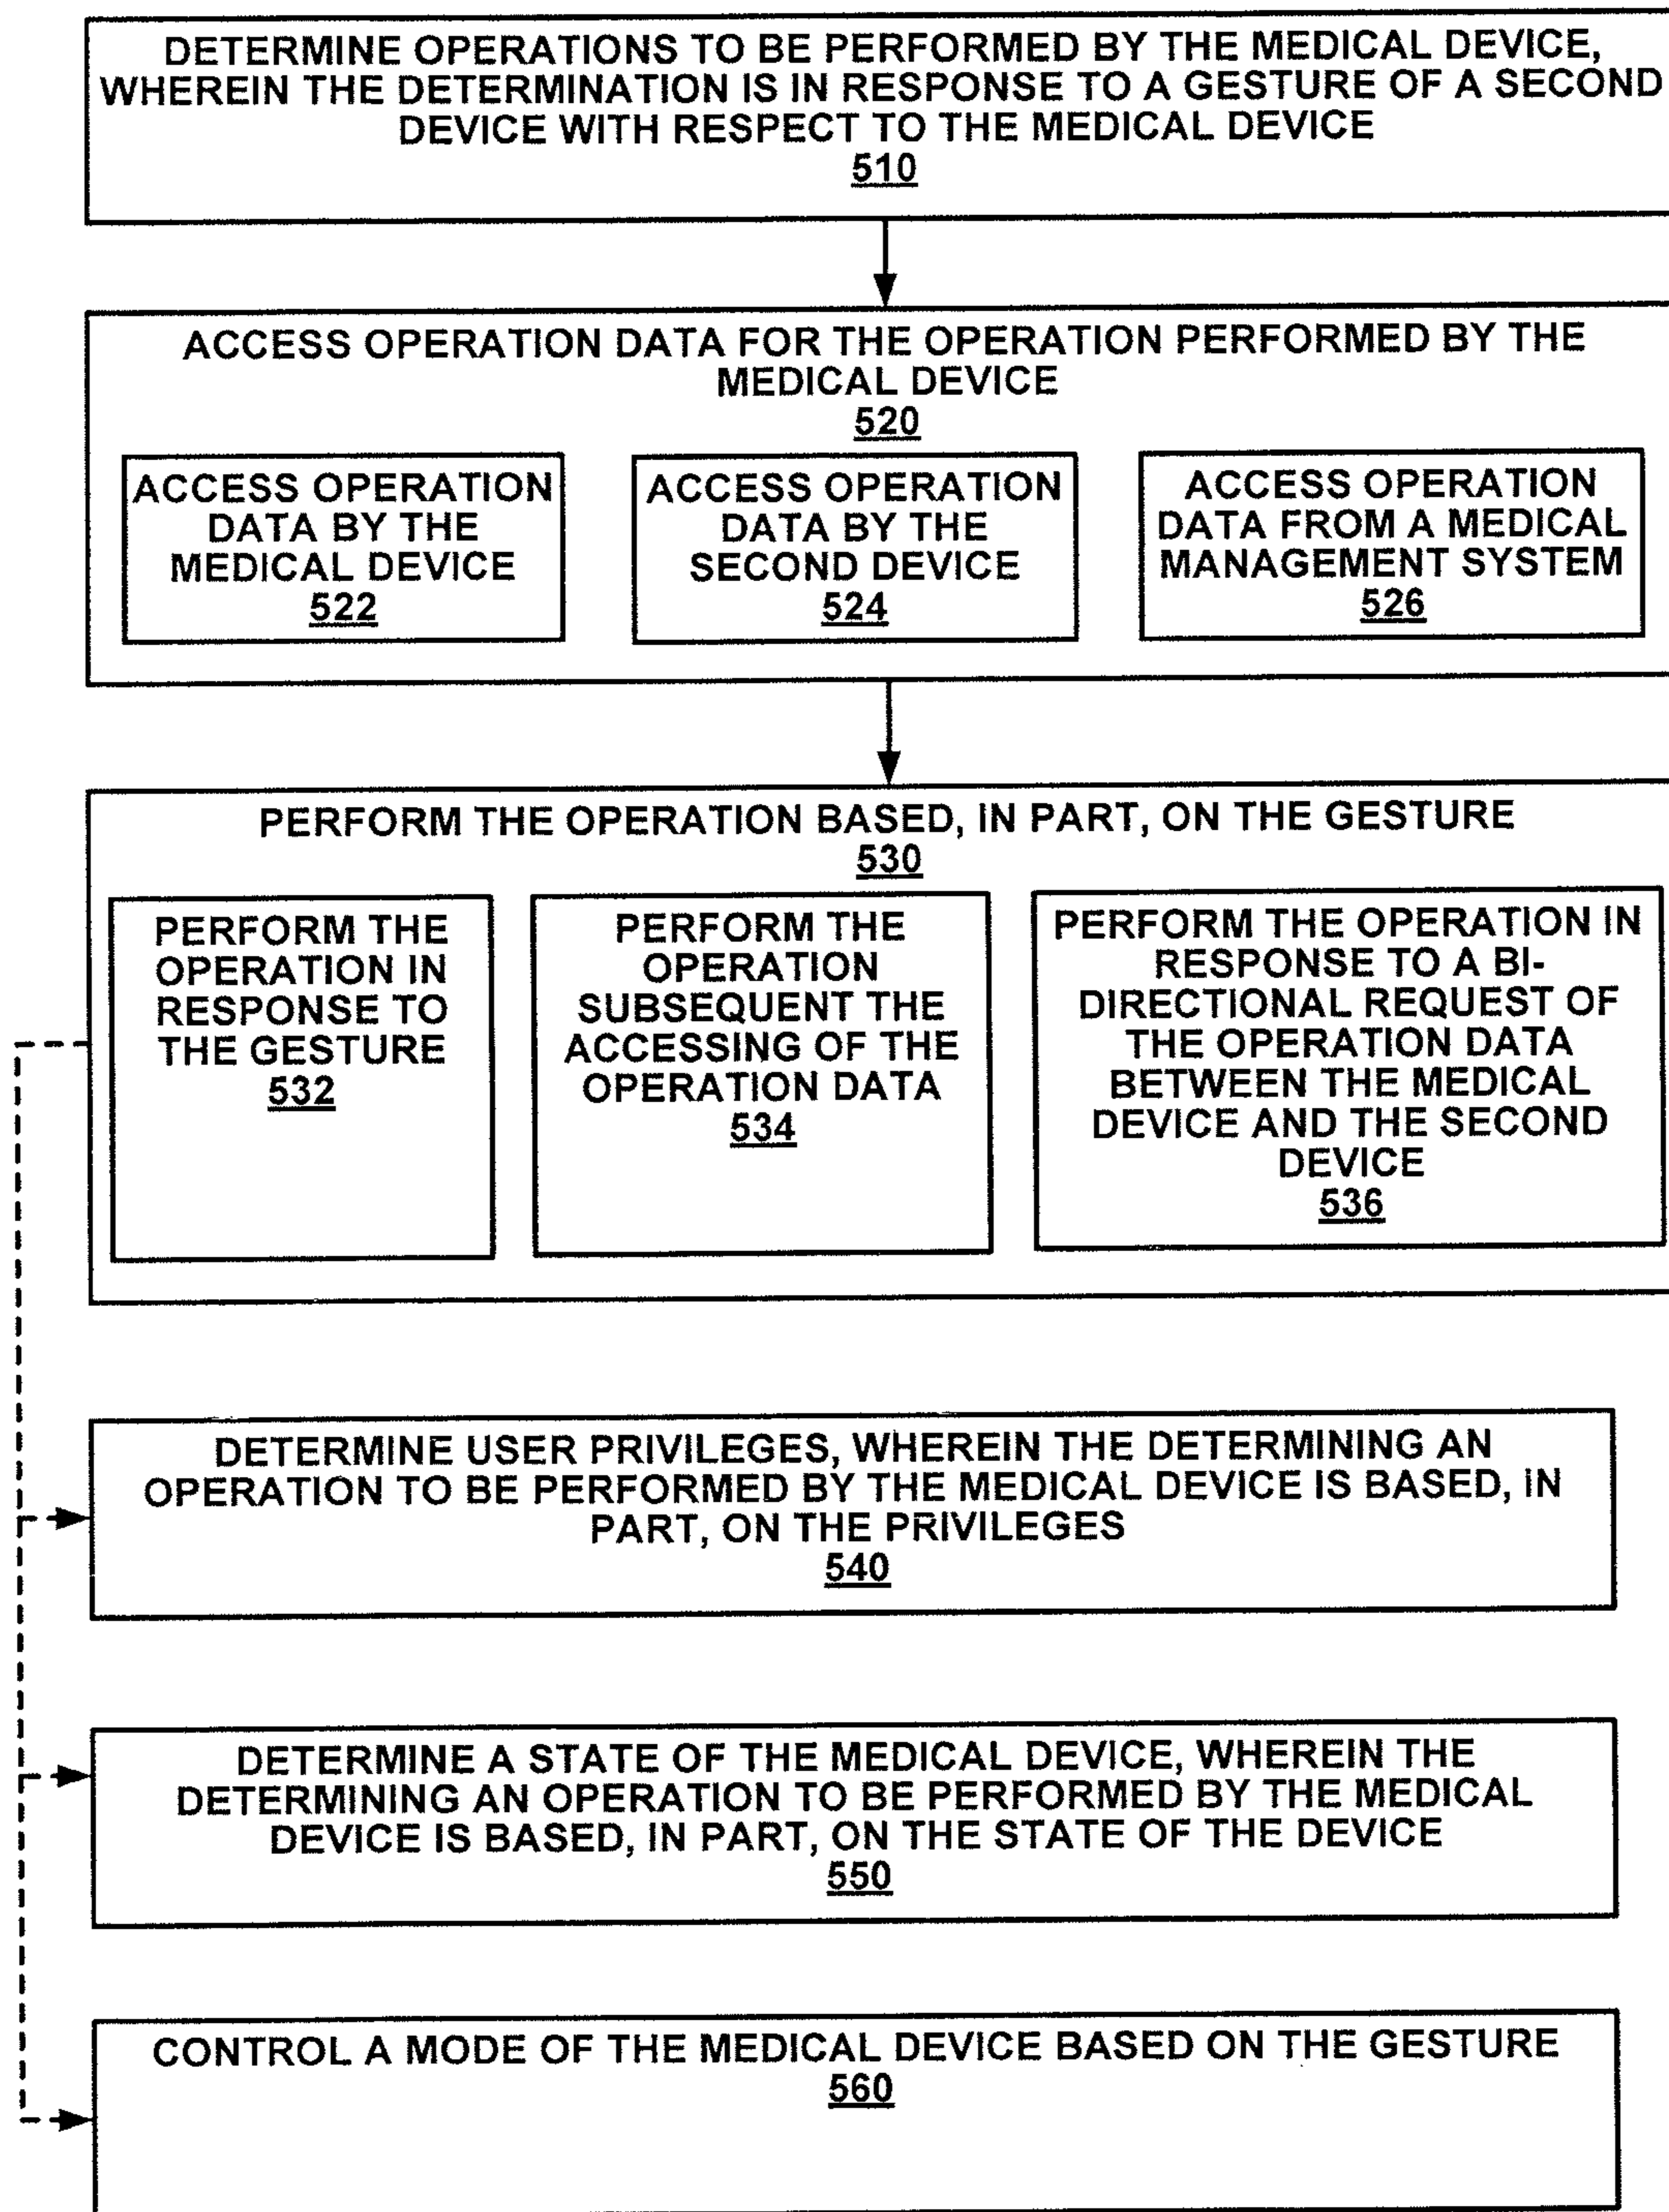 DETERMINE OPERATIONS TO BE PERFORMED BY THE MEDICAL DEVICE,
WHEREIN THE DETERMINATION IS IN RESPONSE TO A GESTURE OF A SECOND
DEVICE WITH RESPECT TO THE MEDICAL DEVICE
510
ACCESS OPERATION DATA FOR THE OPERATION PERFORMED BY THE
MEDICAL DEVICE
520
ACCESS OPERATION
DATA BY THE
MEDICAL DEVICE
522
ACCESS OPERATION
DATA BY THE
SECOND DEVICE
524
ACCESS OPERATION
DATA FROM A MEDICAL
MANAGEMENT SYSTEM
526
PERFORM THE OPERATION BASED, IN PART, ON THE GESTURE
530
PERFORM THE
OPERATION IN
RESPONSE TO
THE GESTURE
532
PERFORM THE
OPERATION
SUBSEQUENT THE
ACCESSING OF THE
OPERATION DATA
534
PERFORM THE OPERATION IN
RESPONSE TO A BI-
DIRECTIONAL REQUEST OF
THE OPERATION DATA
BETWEEN THE MEDICAL
DEVICE AND THE SECOND
DEVICE
536
DETERMINE USER PRIVILEGES, WHEREIN THE DETERMINING AN
OPERATION TO BE PERFORMED BY THE MEDICAL DEVICE IS BASED, IN
PART, ON THE PRIVILEGES
540
DETERMINE A STATE OF THE MEDICAL DEVICE, WHEREIN THE
DETERMINING AN OPERATION TO BE PERFORMED BY THE MEDICAL
DEVICE IS BASED, IN PART, ON THE STATE OF THE DEVICE
550
CONTROL A MODE OF THE MEDICAL DEVICE BASED ON THE GESTURE
560